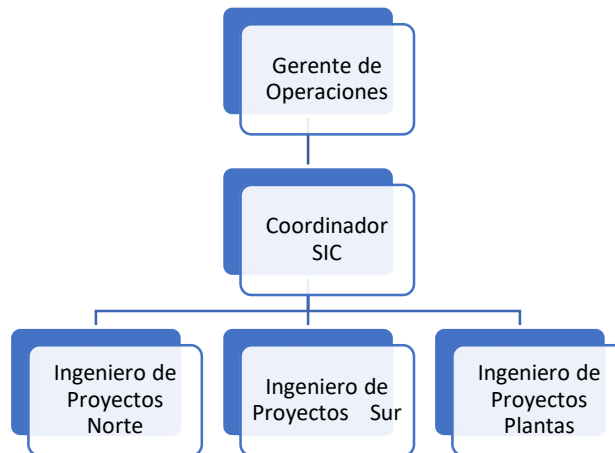 Gerente de
Operaciones
Coordinador
SIC
Ingeniero de
Proyectos
Norte
Ingeniero de
Proyectos Sur
Ingeniero de
Proyectos
Plantas